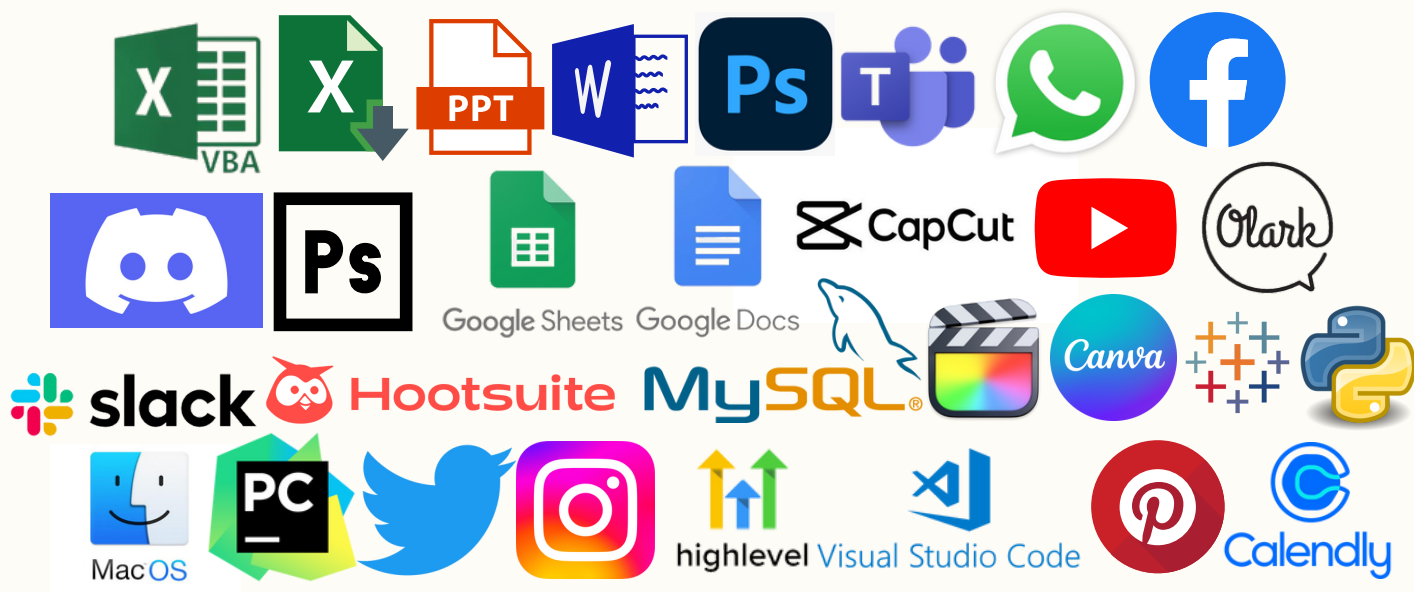 X
VBA
X
PPT
W
Ps
T
Ps
Google Sheets
Google Docs
CapCut
Olark
slack
Hootsuite
MySQL®
Canva
MacOS
PC
highlevel
Visual Studio Code
Calendly